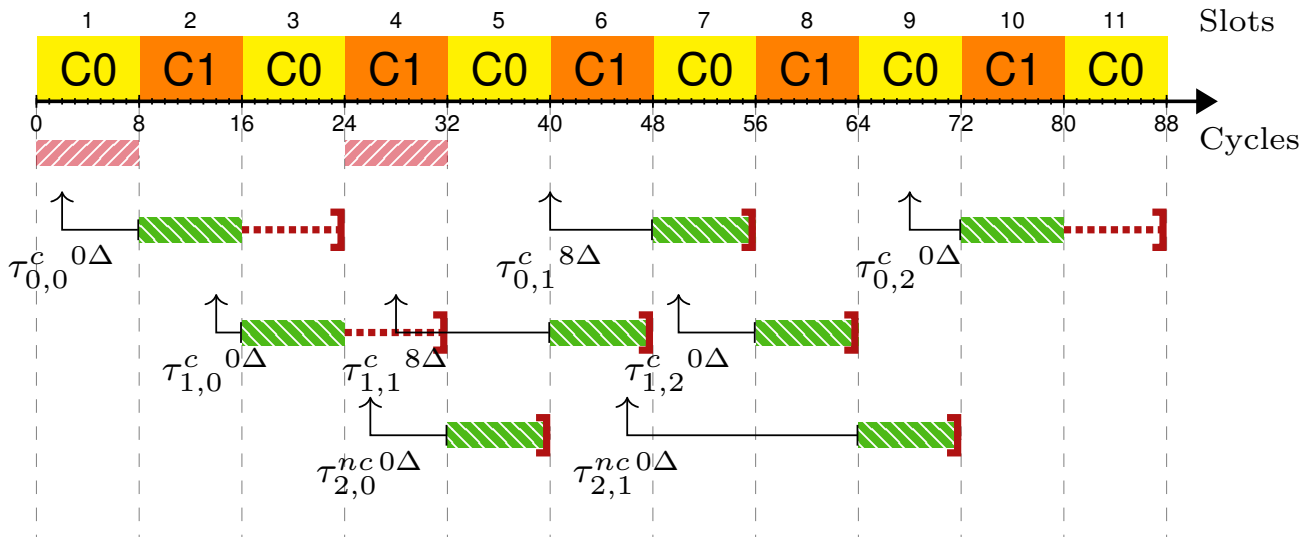 1 2 3 4 5 6 7 8 9 10 11 Slots
C0 C1 C0 C1 C0 C1 C0 C1 C0 C1 C0
0 8 16 24 32 40 48 56 64 72 80 88
Cycles
τ^c_{0,0} 0Δ τ^c_{0,1} 8Δ τ^c_{0,2} 0Δ
τ^c_{1,0} 0Δ τ^c_{1,1} 8Δ τ^c_{1,2} 0Δ
τ^{nc}_{2,0} 0Δ τ^{nc}_{2,1} 0Δ